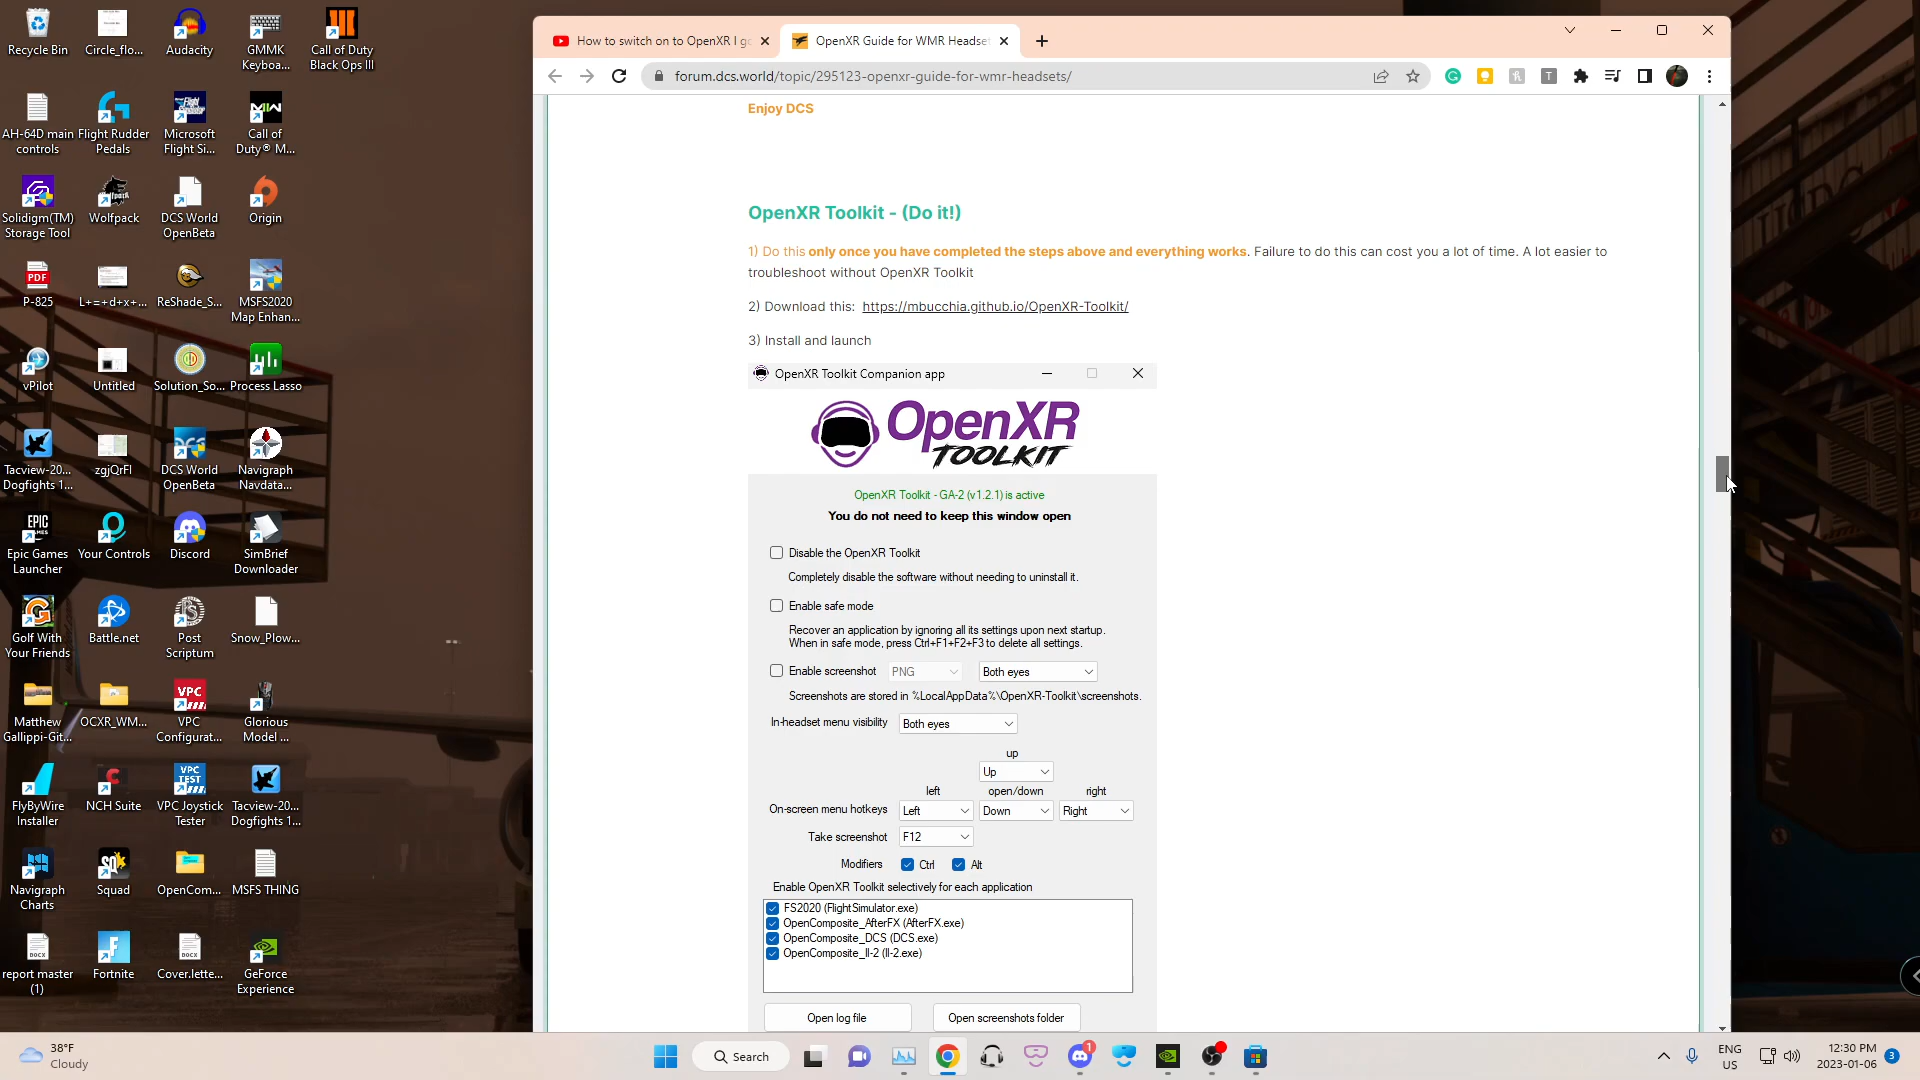 Recycle Bin
Circle_flo...
Audacity
GMMK
Keyboa...
Call of Duty
Black Ops III
AH-64D main
controls
Flight Rudder
Pedals
Microsoft
Flight Si...
Call of
Duty® M...
Solidigm(TM)
Storage Tool
Wolfpack
DCS World
OpenBeta
Origin
P-825
L+=+d+x+...
ReShade_S...
MSFS2020
Map Enhan...
vPilot
Untitled
Solution_So...
Process Lasso
Tacview-20...
Dogfights 1...
zgjQrFl
DCS World
OpenBeta
Navigraph
Navdata...
Epic Games
Launcher
Your Controls
Discord
SimBrief
Downloader
Golf With
Your Friends
Battle.net
Post
Scriptum
Snow_Plow...
Matthew
Gallippi-Git...
OCXR_WM...
VPC
Configurat...
Glorious
Model ...
FlyByWire
Installer
NCH Suite
VPC Joystick
Tester
Tacview-20...
Dogfights 1...
Navigraph
Charts
Squad
OpenCom...
MSFS THING
report master
(1)
Fortnite
Cover.lette...
GeForce
Experience
How to switch on to OpenXR I go
OpenXR Guide for WMR Headse
forum.dcs.world/topic/295123-openxr-guide-for-wmr-headsets/
Enjoy DCS
OpenXR Toolkit - (Do it!)
1) Do this only once you have completed the steps above and everything works. Failure to do this can cost you a lot of time. A lot easier to
troubleshoot without OpenXR Toolkit
2) Download this: https://mbucchia.github.io/OpenXR-Toolkit/
3) Install and launch
OpenXR Toolkit Companion app
OpenXR
TOOLKIT
OpenXR Toolkit - GA-2 (v1.2.1) is active
You do not need to keep this window open
Disable the OpenXR Toolkit
Completely disable the software without needing to uninstall it.
Enable safe mode
Recover an application by ignoring all its settings upon next startup.
When in safe mode, press Ctrl+F1+F2+F3 to delete all settings.
Enable screenshot PNG Both eyes
Screenshots are stored in %LocalAppData%\OpenXR-Toolkit\screenshots.
In-headset menu visibility Both eyes
up
Up
left open/down right
On-screen menu hotkeys Left Down Right
Take screenshot F12
Modifiers Ctrl Alt
Enable OpenXR Toolkit selectively for each application
FS2020 (FlightSimulator.exe)
OpenComposite_AfterFX (AfterFX.exe)
OpenComposite_DCS (DCS.exe)
OpenComposite_Il-2 (Il-2.exe)
Open log file Open screenshots folder
38°F
Cloudy
Search
1
ENG
US
12:30 PM
2023-01-06
3